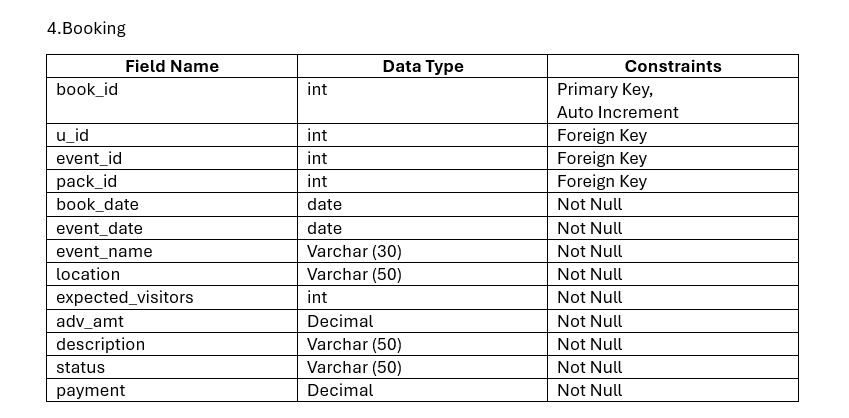 4.Booking
Field Name Data Type Constraints
book_id int Primary Key,
Auto Increment
u_id int Foreign Key
event_id int Foreign Key
pack_id int Foreign Key
book_date date Not Null
event_date date Not Null
event_name Varchar (30) Not Null
location Varchar (50) Not Null
expected_visitors int Not Null
adv_amt Decimal Not Null
description Varchar (50) Not Null
status Varchar (50) Not Null
payment Decimal Not Null